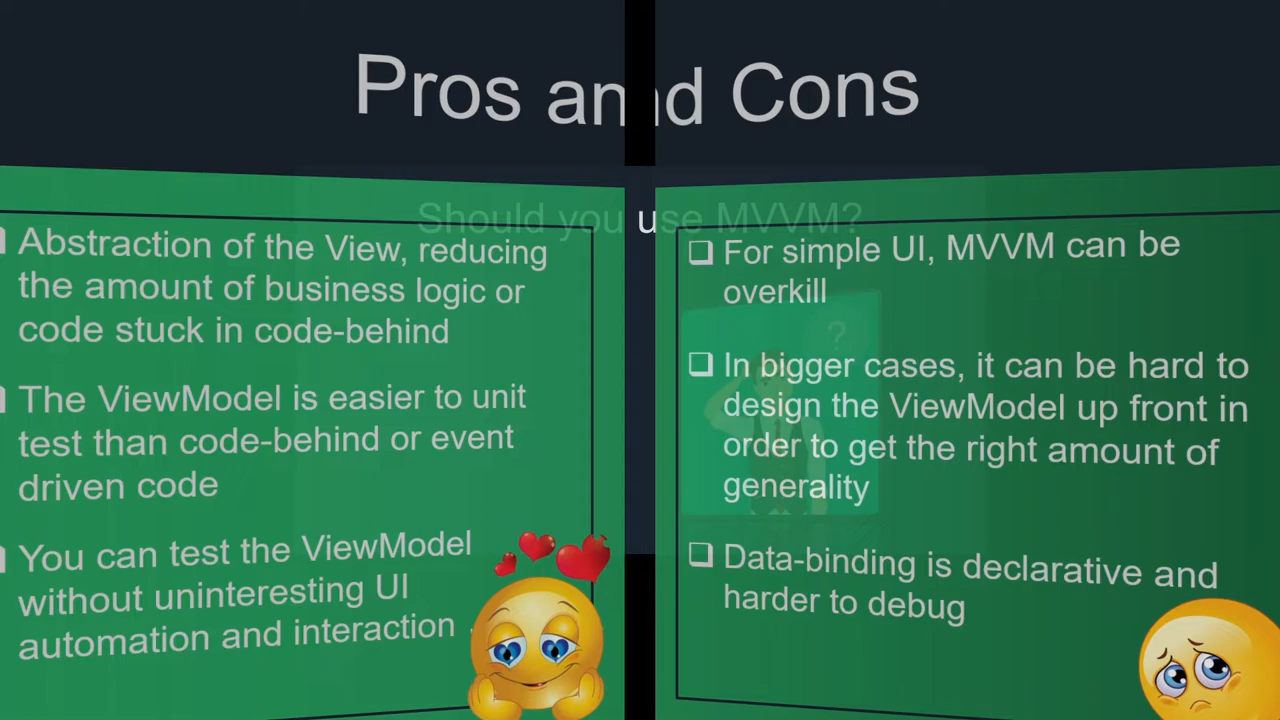 Pros and Cons
Should you use MVVM?
Abstraction of the View, reducing
the amount of business logic or
code stuck in code-behind
The ViewModel is easier to unit
test than code-behind or event
driven code
You can test the ViewModel
without uninteresting UI
automation and interaction
❑ For simple UI, MVVM can be
overkill
?
❑ In bigger cases, it can be hard to
design the ViewModel up front in
order to get the right amount of
generality
❑ Data-binding is declarative and
harder to debug